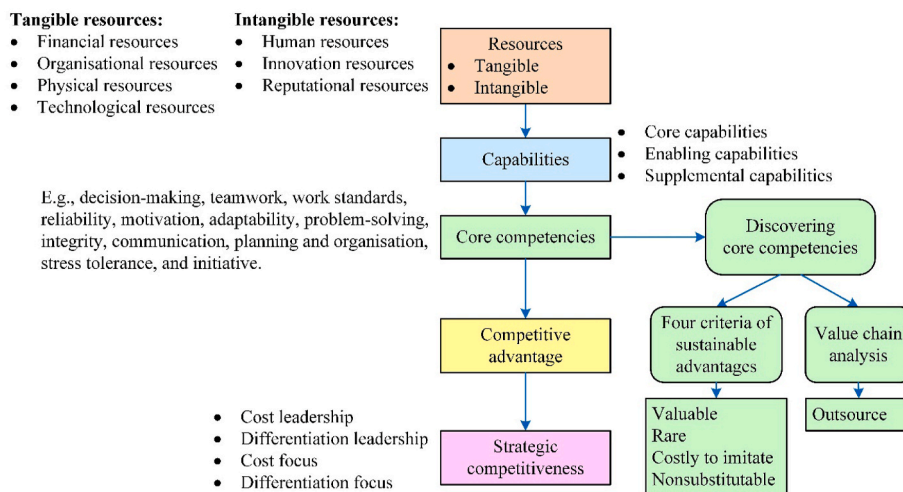 Tangible resources:
• Financial resources
• Organisational resources
• Physical resources
• Technological resources
Intangible resources:
• Human resources
• Innovation resources
• Reputational resources
Resources
• Tangible
• Intangible
Capabilities
• Core capabilities
• Enabling capabilities
• Supplemental capabilities
E.g., decision-making, teamwork, work standards,
reliability, motivation, adaptability, problem-solving,
integrity, communication, planning and organisation,
stress tolerance, and initiative.
Core competencies
Discovering
core competencies
Competitive
advantage
Four criteria of
sustainable
advantages
Value chain
analysis
Valuable
Rare
Costly to imitate
Nonsubstitutable
Outsource
• Cost leadership
• Differentiation leadership
• Cost focus
• Differentiation focus
Strategic
competitiveness